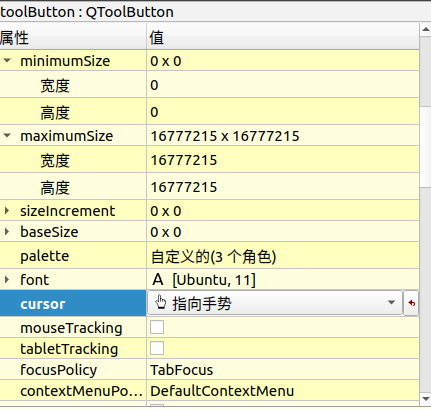 toolButton : QToolButton
属性 值
minimumSize 0 x 0
宽度 0
高度 0
maximumSize 16777215 x 16777215
宽度 16777215
高度 16777215
sizeIncrement 0 x 0
baseSize 0 x 0
palette 自定义的(3 个角色)
font A [Ubuntu, 11]
cursor 指向手势
mouseTracking
tabletTracking
focusPolicy TabFocus
contextMenuPo... DefaultContextMenu